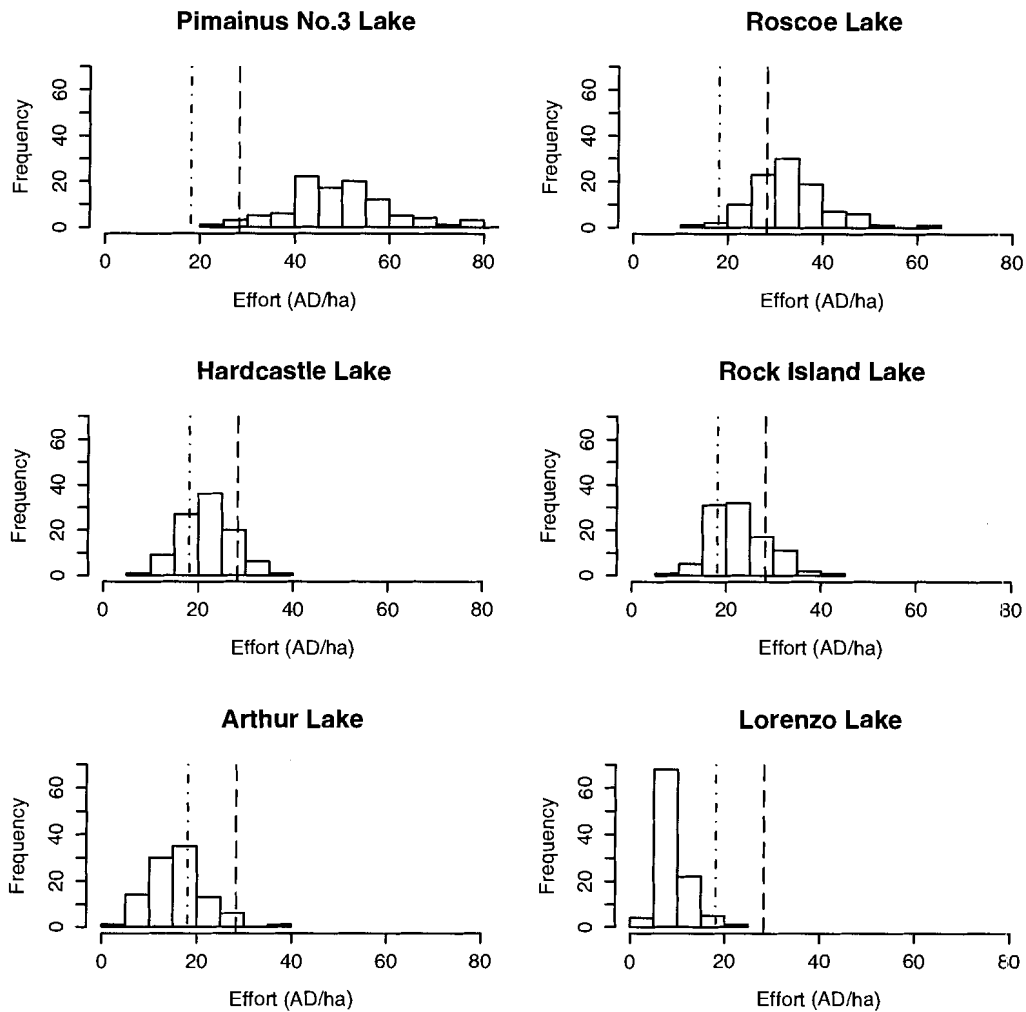 Pimainus No.3 Lake
Frequency
0 20 40 60
0 20 40 60 80
Effort (AD/ha)
Roscoe Lake
Frequency
0 20 40 60
0 20 40 60 80
Effort (AD/ha)
Hardcastle Lake
Frequency
0 20 40 60
0 20 40 60 80
Effort (AD/ha)
Rock Island Lake
Frequency
0 20 40 60
0 20 40 60 80
Effort (AD/ha)
Arthur Lake
Frequency
0 20 40 60
0 20 40 60 80
Effort (AD/ha)
Lorenzo Lake
Frequency
0 20 40 60
0 20 40 60 80
Effort (AD/ha)